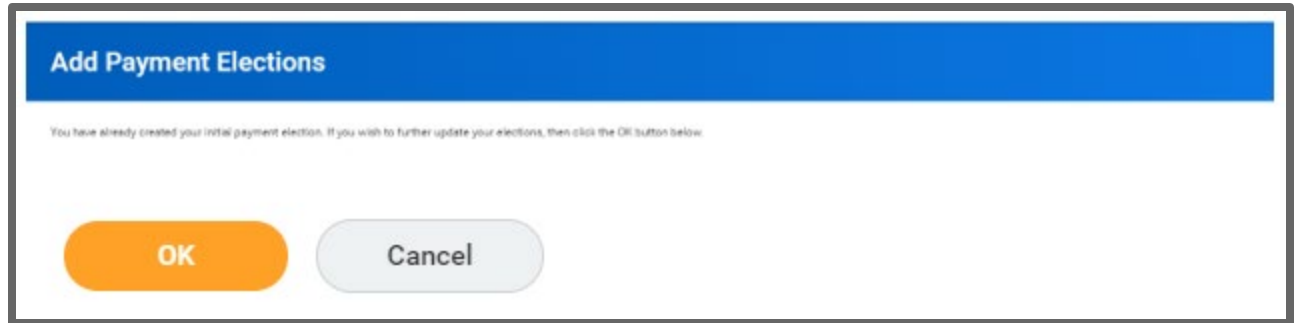 Add Payment Elections
You have already created your initial payment election. If you wish to further update your elections, then click the OK button below.
OK
Cancel